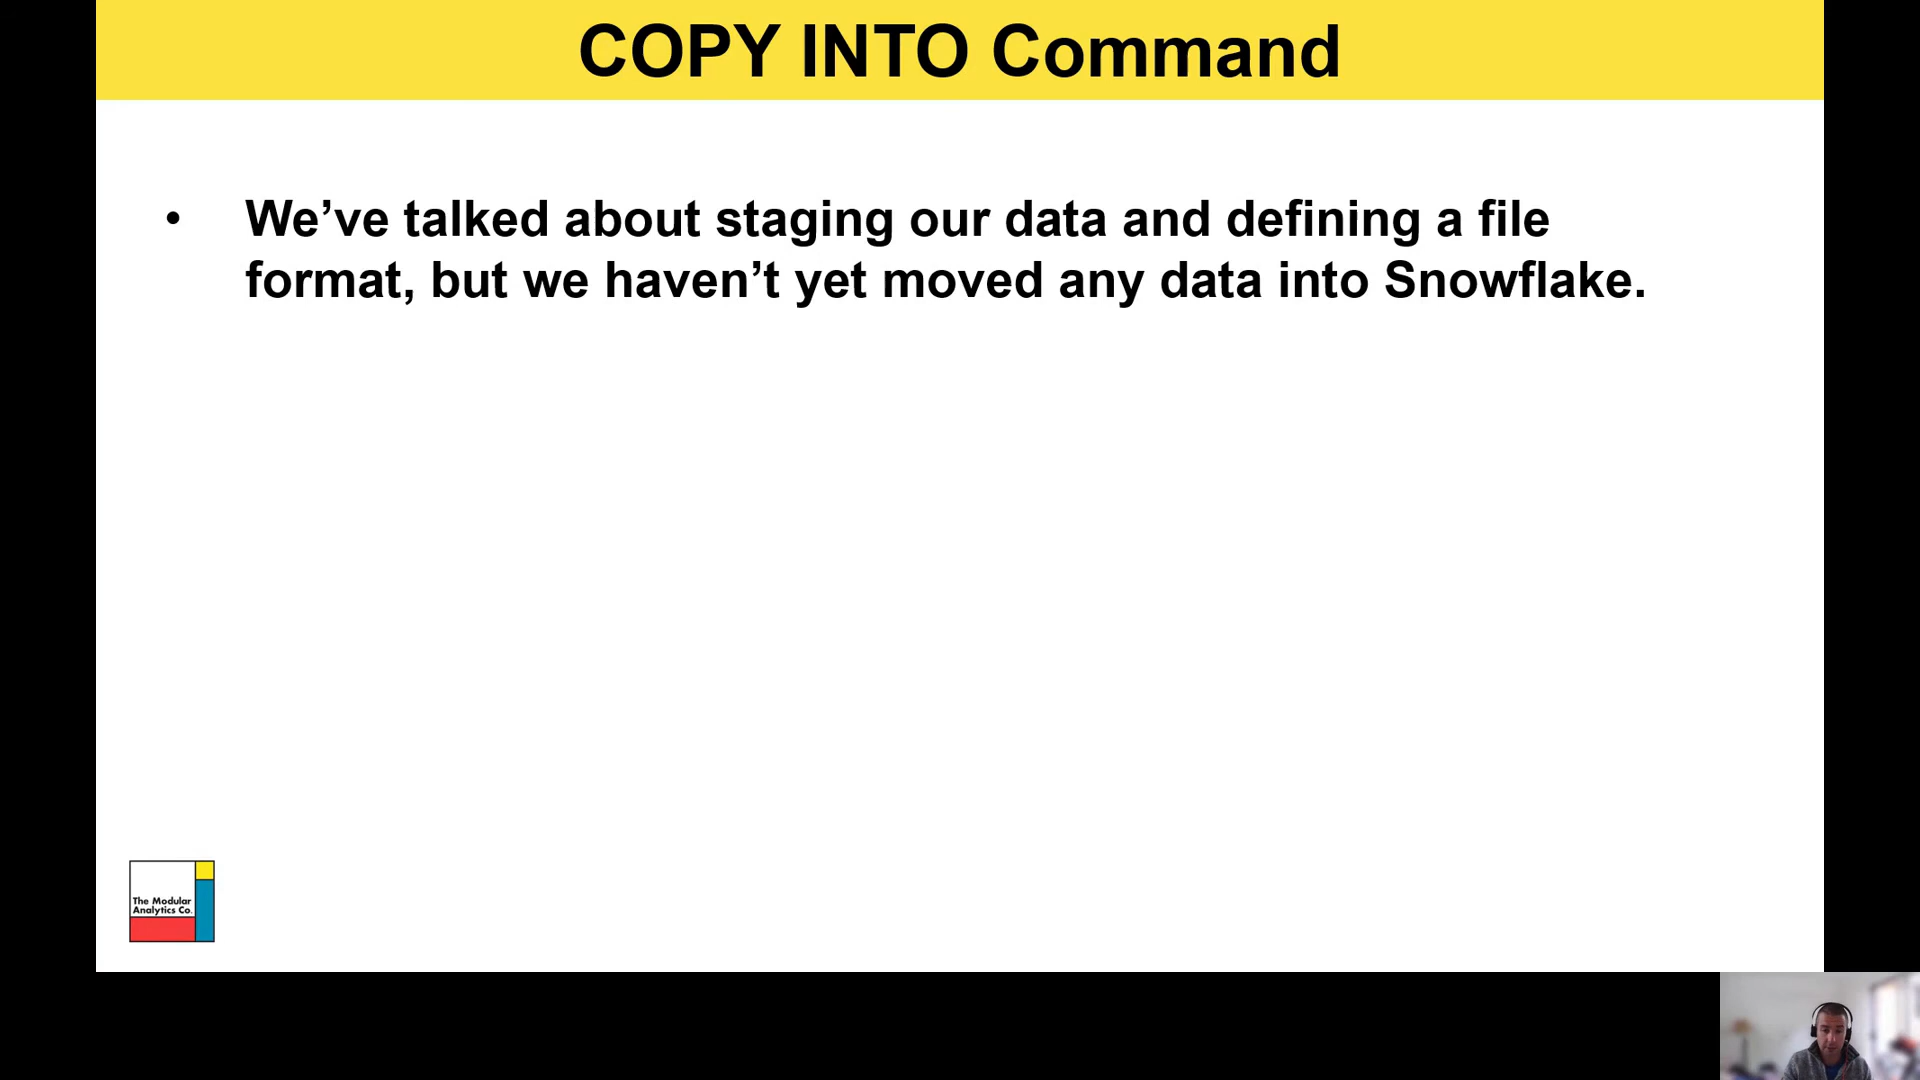 COPY INTO Command
• We’ve talked about staging our data and defining a file
format, but we haven’t yet moved any data into Snowflake.
The Modular
Analytics Co.